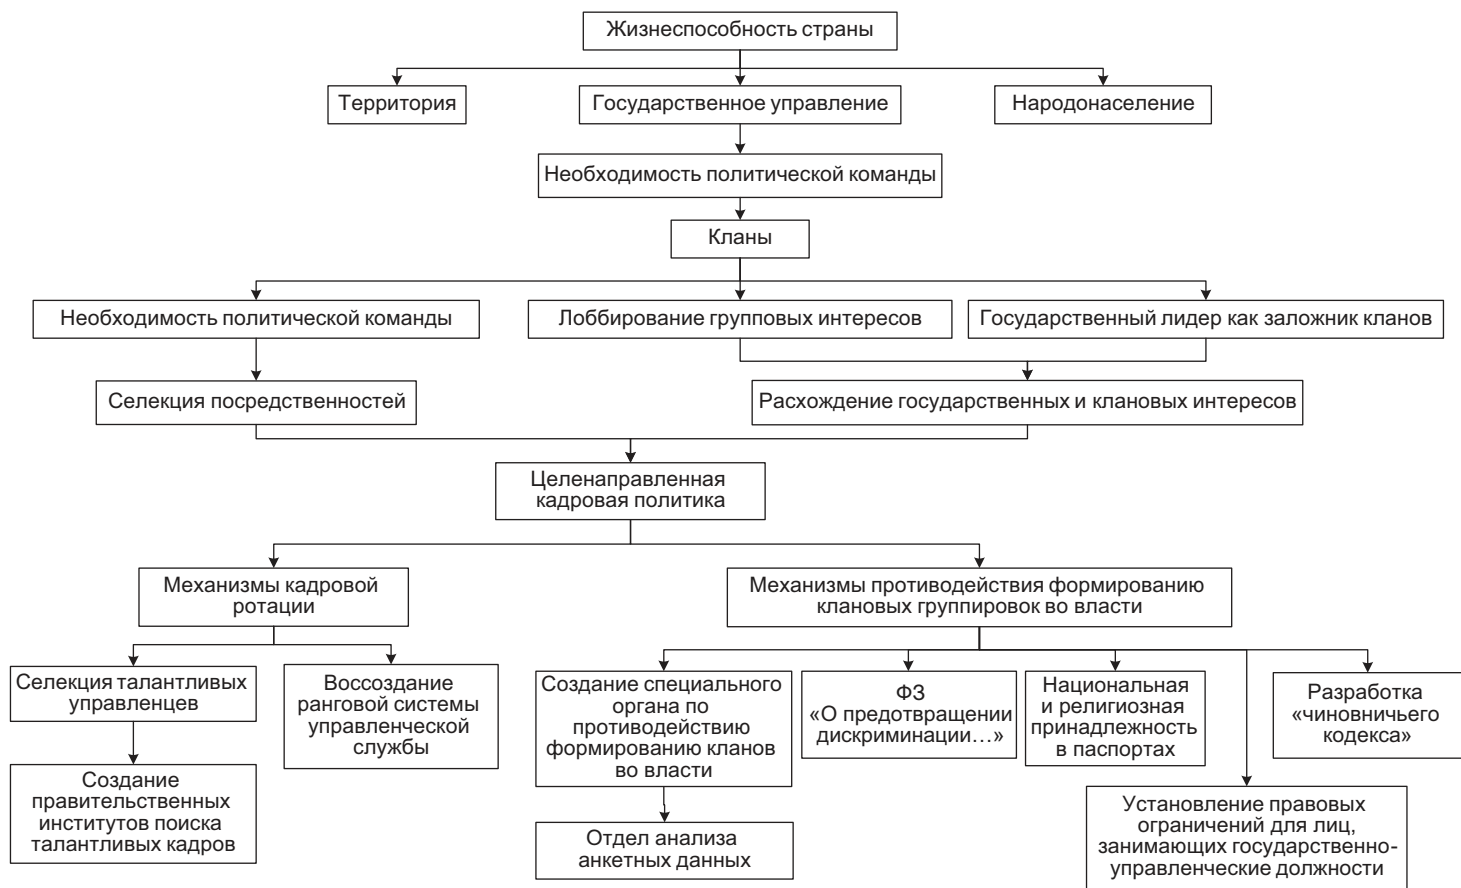 Жизнеспособность страны
Территория
Государственное управление
Народонаселение
Необходимость политической команды
Кланы
Необходимость политической команды
Лоббирование групповых интересов
Государственный лидер как заложник кланов
Селекция посредственностей
Расхождение государственных и клановых интересов
Целенаправленная
кадровая политика
Механизмы кадровой
ротации
Механизмы противодействия формированию
клановых группировок во власти
Селекция талантливых
управленцев
Воссоздание
ранговой системы
управленческой
службы
Создание специального
органа по
противодействию
формированию кланов
во власти
ФЗ
«О предотвращении
дискриминации…»
Национальная
и религиозная
принадлежность
в паспортах
Разработка
«чиновничьего
кодекса»
Создание
правительственных
институтов поиска
талантливых кадров
Отдел анализа
анкетных данных
Установление правовых
ограничений для лиц,
занимающих государственно-
управленческие должности